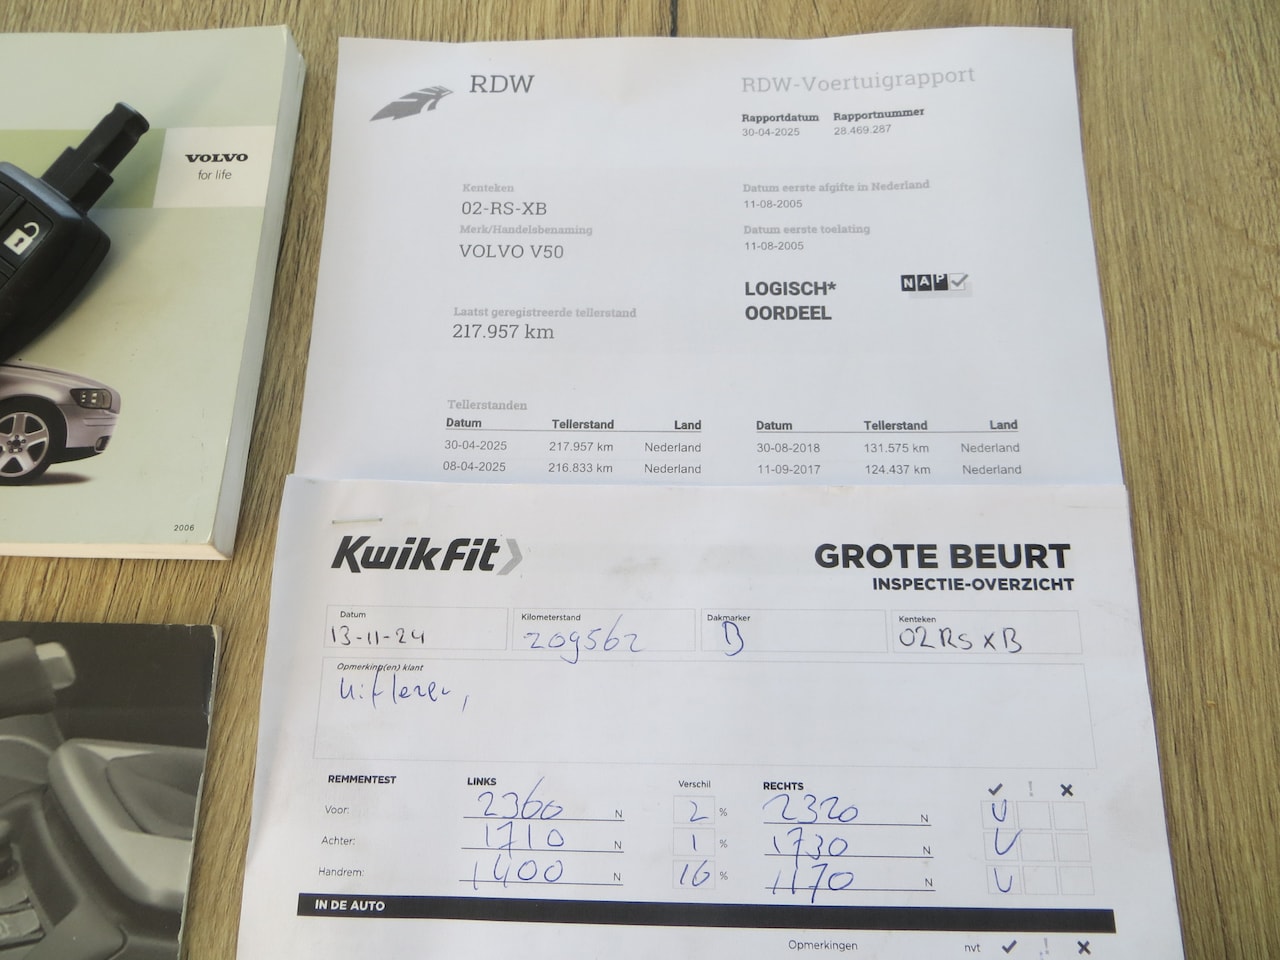 VOLVO
for life
2006
RDW
RDW-Voertuigrapport
Rapportdatum Rapportnummer
30-04-2025 28.469.287
Kenteken
02-RS-XB
Merk/Handelsbenaming
VOLVO V50
Datum eerste afgifte in Nederland
11-08-2005
Datum eerste toelating
11-08-2005
LOGISCH*
OORDEEL
NAP
Laatst geregistreerde tellerstand
217.957 km
Tellerstanden
Datum Tellerstand Land Datum Tellerstand Land
30-04-2025 217.957 km Nederland 30-08-2018 131.575 km Nederland
08-04-2025 216.833 km Nederland 11-09-2017 124.437 km Nederland
KwikFit
GROTE BEURT
INSPECTIE-OVERZICHT
Datum Kilometerstand Dakmarker Kenteken
13-11-24 209562 B 02RSXB
Opmerking(en) klant
Uitlezen,
REMMENTEST LINKS Verschil RECHTS ✓ ! ✗
Voor: 2360 N 2 % 2320 N
Achter: 1710 N 1 % 1730 N
Handrem: 1400 N 16 % 1170 N
IN DE AUTO
Opmerkingen nvt ✓ ! ✗